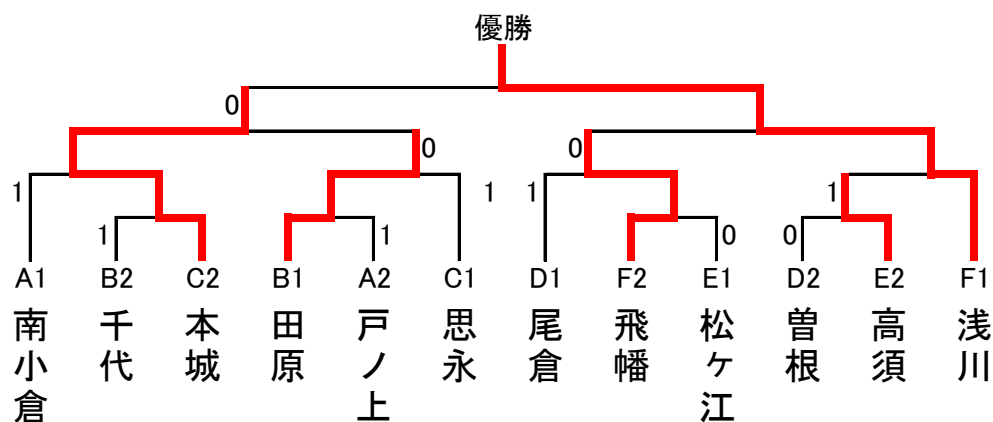 優勝
0
0
0
1
1
1
1
1
1
0
0
A1
B2
C2
B1
A2
C1
D1
F2
E1
D2
E2
F1
南小倉
千代
本城
田原
戸ノ上
思永
尾倉
飛幡
松ヶ江
曽根
高須
浅川